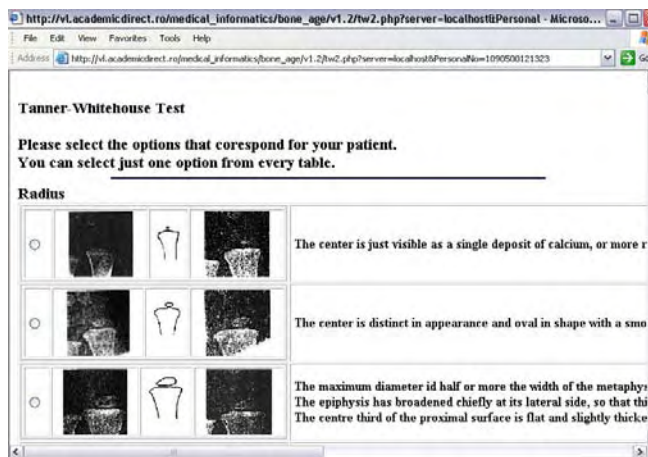 http://vl.academicdirect.ro/medical_informatics/bone_age/v1.2/tw2.php?server=localhost&Personal - Microso...
File Edit View Favorites Tools Help
Address http://vl.academicdirect.ro/medical_informatics/bone_age/v1.2/tw2.php?server=localhost&PersonalNo=1090500121323 Go
Tanner-Whitehouse Test
Please select the options that corespond for your patient.
You can select just one option from every table.
Radius
The center is just visible as a single deposit of calcium, or more r
The center is distinct in appearance and oval in shape with a smo
The maximum diameter id half or more the width of the metaphys
The epiphysis has broadened chiefly at its lateral side, so that thi
The centre third of the proximal surface is flat and slightly thicke